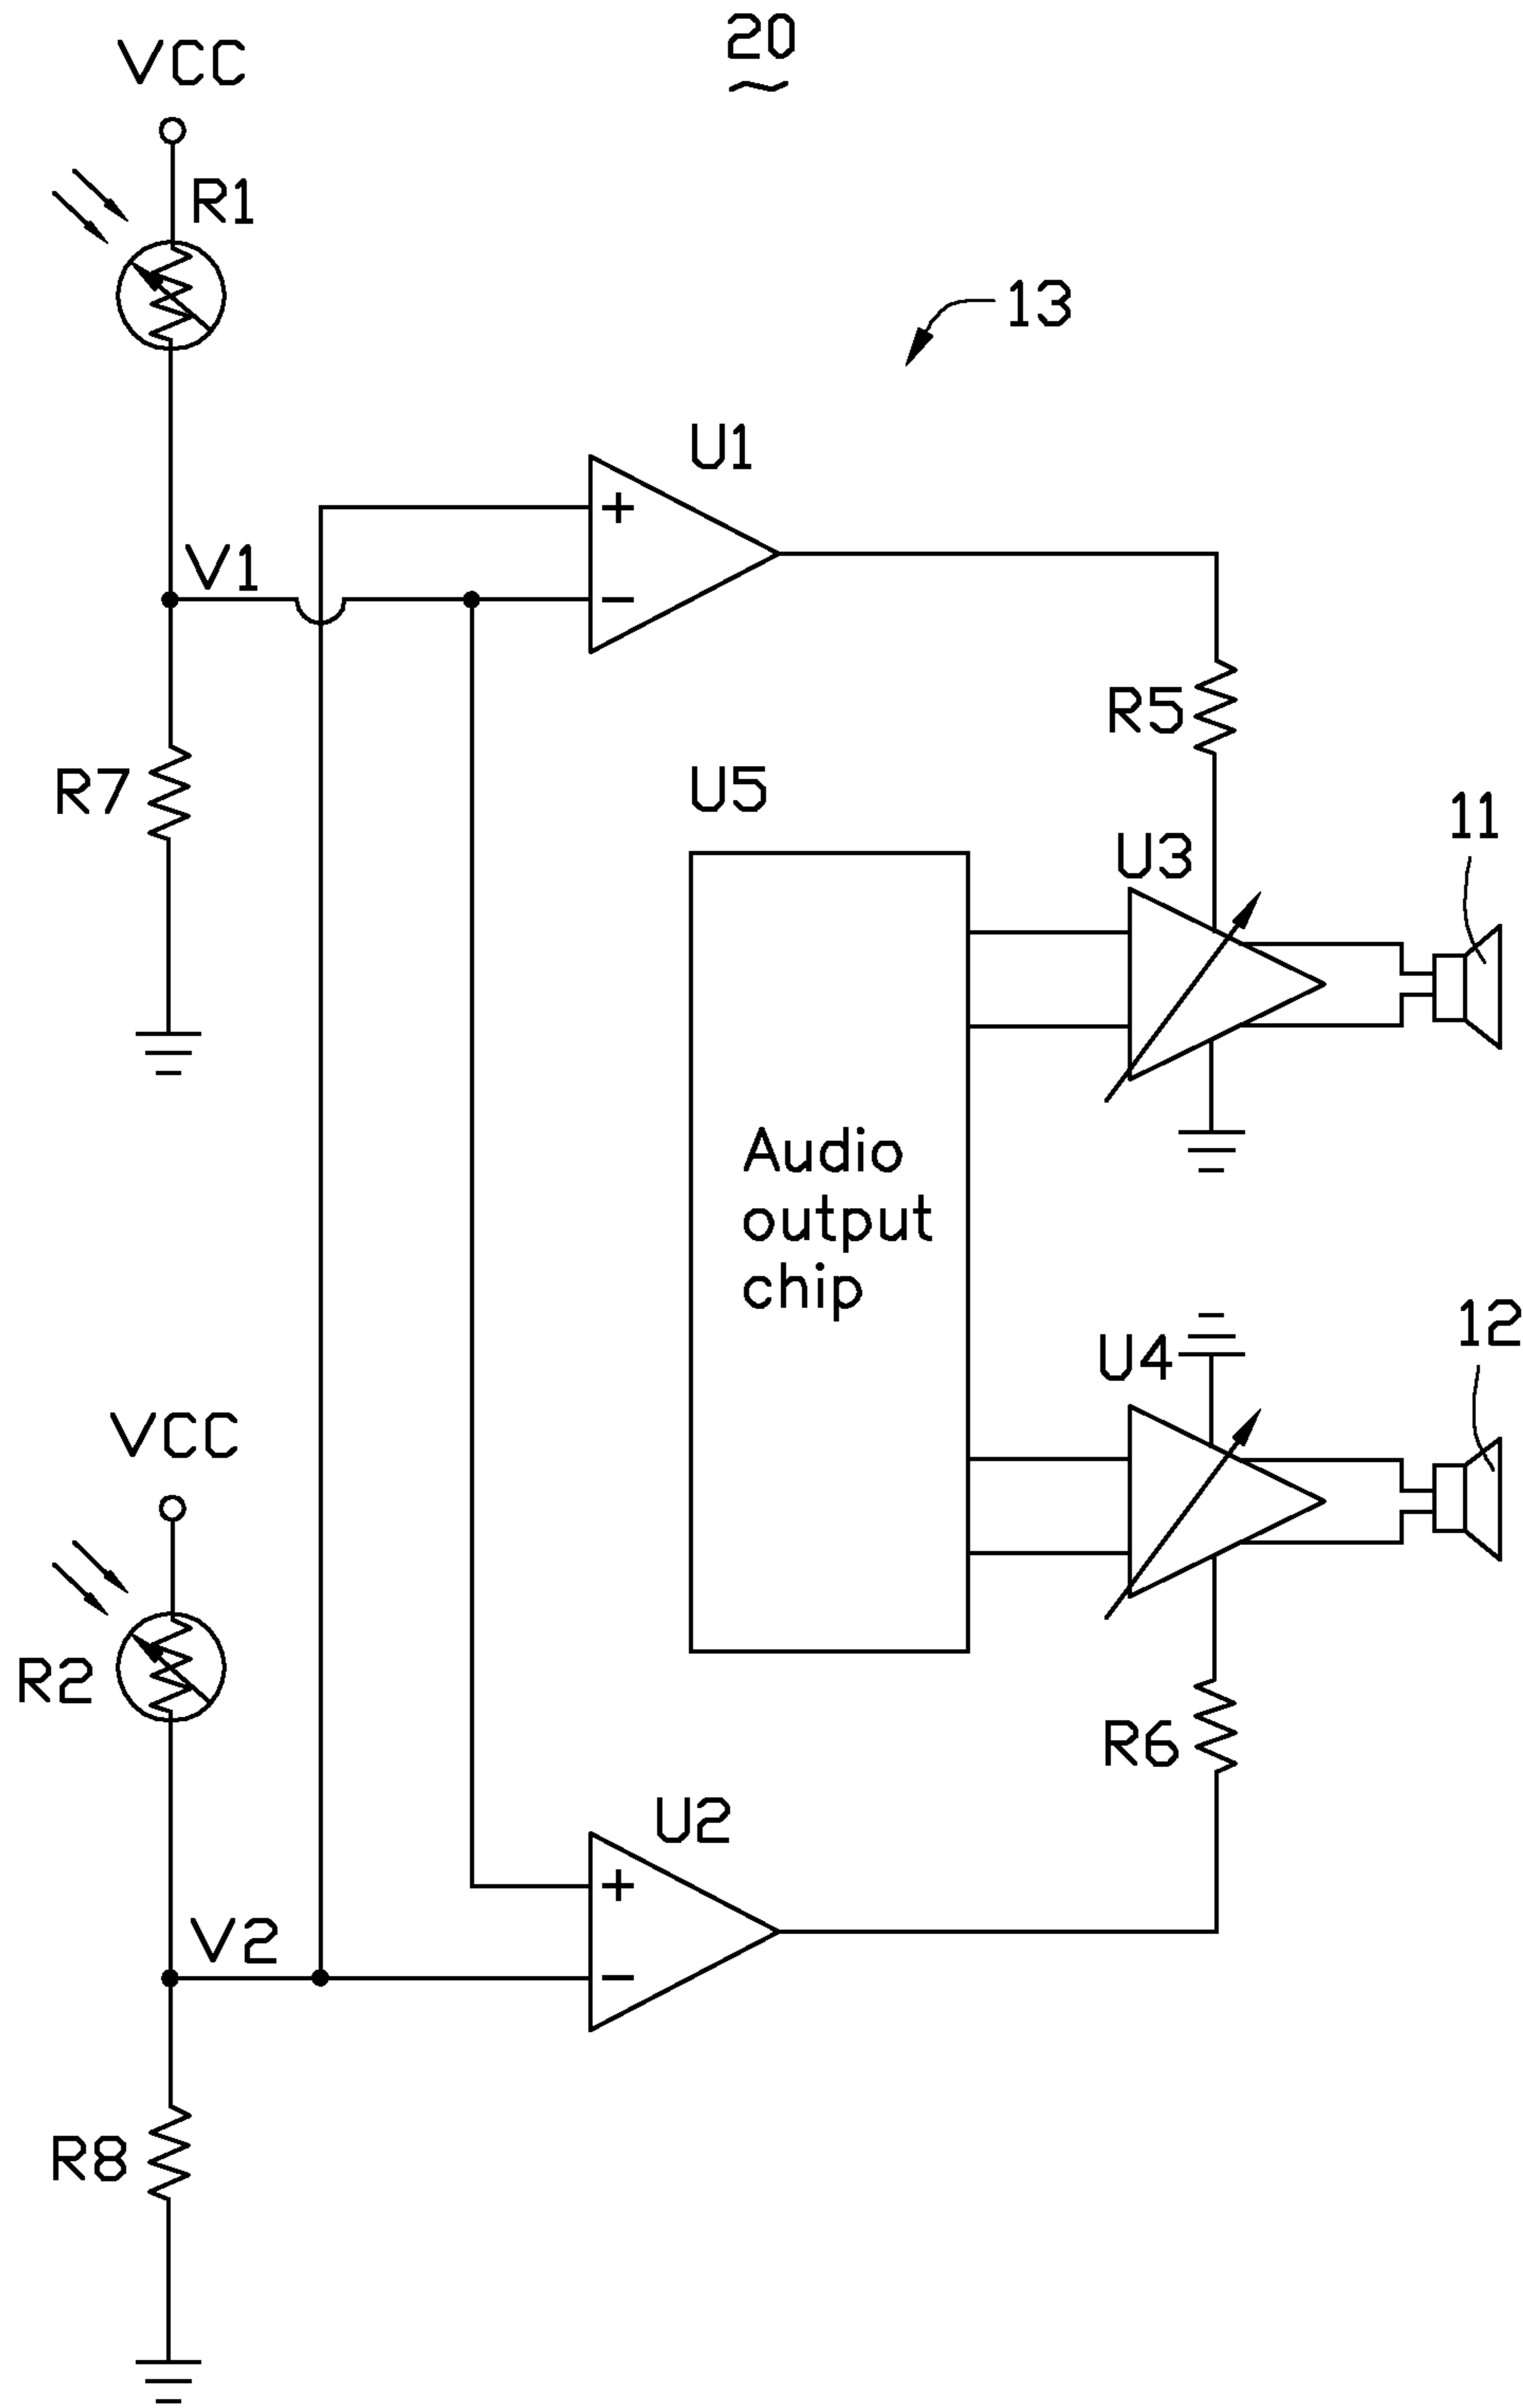 20
VCC
R1
13
U1
+
−
V1
R5
R7
U5
U3
11
Audio
output
chip
12
U4
VCC
R2
R6
U2
+
−
V2
R8